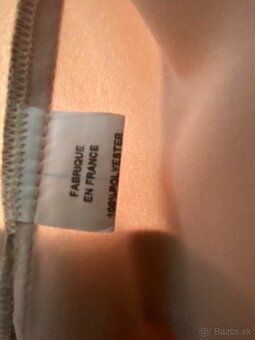 FABRIQUE
EN FRANCE
100%POLYESTER
Bazos.sk